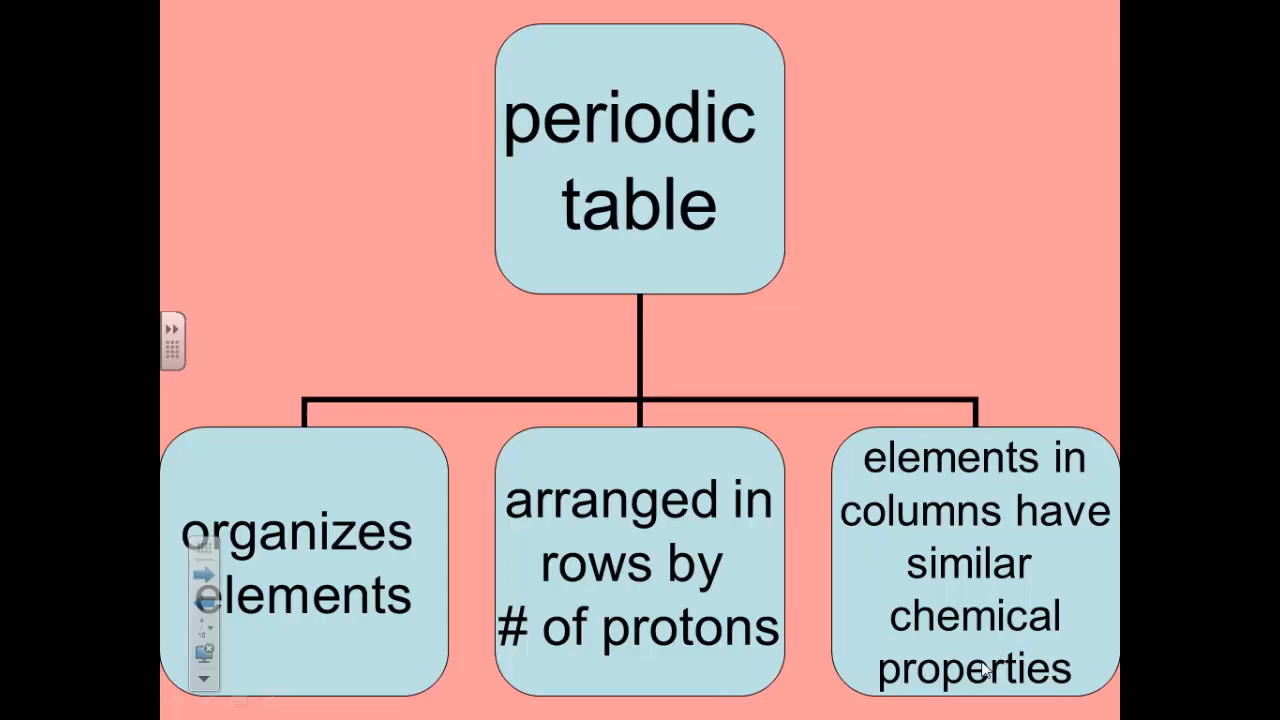 periodic
table
organizes
elements
arranged in
rows by
# of protons
elements in
columns have
similar
chemical
properties